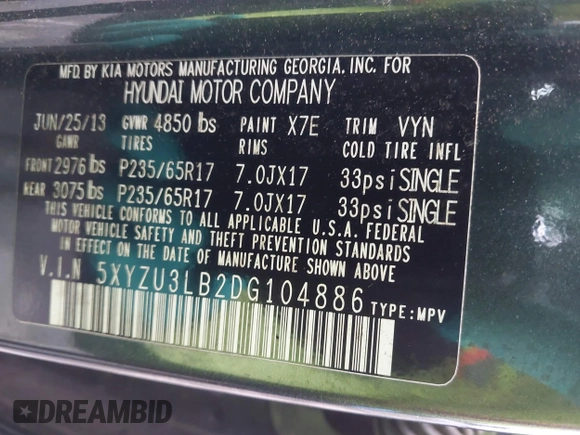 MFD. BY KIA MOTORS MANUFACTURING GEORGIA, INC. FOR
HYUNDAI MOTOR COMPANY
JUN/25/13 GVWR 4850 lbs PAINT X7E TRIM VYN
GAWR TIRES RIMS COLD TIRE INFL
FRONT 2976 lbs P235/65R17 7.0JX17 33psi SINGLE
REAR 3075 lbs P235/65R17 7.0JX17 33psi SINGLE
THIS VEHICLE CONFORMS TO ALL APPLICABLE U.S.A. FEDERAL
MOTOR VEHICLE SAFETY AND THEFT PREVENTION STANDARDS
IN EFFECT ON THE DATE OF MANUFACTURE SHOWN ABOVE.
V.I.N 5XYZU3LB2DG104886 TYPE: MPV
DREAMBID